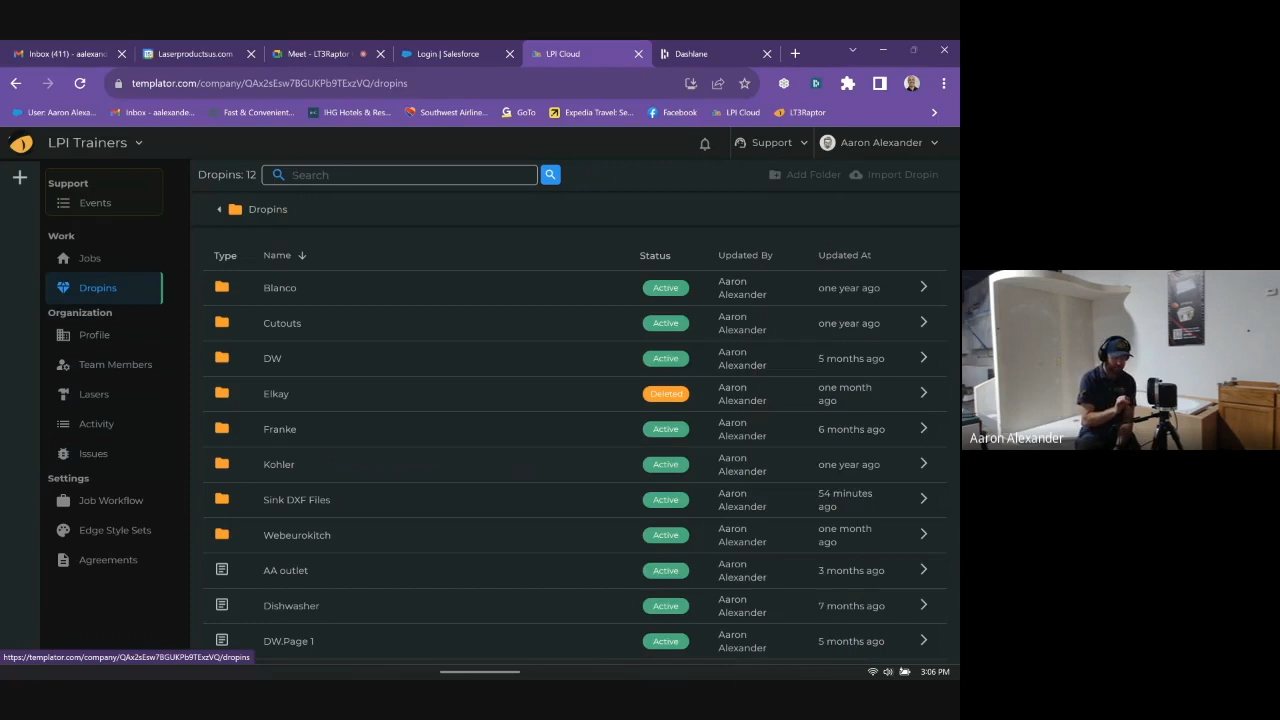 Inbox (411) - aalexand
Laserproductsus.com
Meet - LT3Raptor
Login | Salesforce
LPI Cloud
Dashlane
templator.com/company/QAx2sEsw7BGUKPb9TExzVQ/dropins
User: Aaron Alexa...
Inbox - alexande...
Fast & Convenient...
IHG Hotels & Res...
Southwest Airline...
GoTo
Expedia Travel: Se...
Facebook
LPI Cloud
LT3Raptor
LPI Trainers
Support
Aaron Alexander
Support
Events
Work
Jobs
Dropins
Organization
Profile
Team Members
Lasers
Activity
Issues
Settings
Job Workflow
Edge Style Sets
Agreements
Dropins: 12
Search
Add Folder
Import Dropin
Dropins
Type Name Status Updated By Updated At
Blanco Active Aaron Alexander one year ago
Cutouts Active Aaron Alexander one year ago
DW Active Aaron Alexander 5 months ago
Elkay Deleted Aaron Alexander one month ago
Franke Active Aaron Alexander 6 months ago
Kohler Active Aaron Alexander one year ago
Sink DXF Files Active Aaron Alexander 54 minutes ago
Webeurokitch Active Aaron Alexander one month ago
AA outlet Active Aaron Alexander 3 months ago
Dishwasher Active Aaron Alexander 7 months ago
DW.Page 1 Active Aaron Alexander 5 months ago
https://templator.com/company/QAx2sEsw7BGUKPb9TExzVQ/dropins
3:06 PM
Aaron Alexander